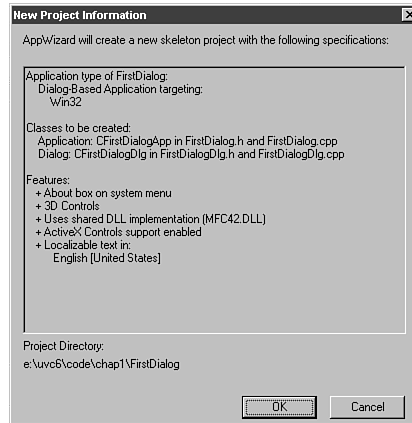 New Project Information
AppWizard will create a new skeleton project with the following specifications:
Application type of FirstDialog:
Dialog-Based Application targeting:
Win32
Classes to be created:
Application: CFirstDialogApp in FirstDialog.h and FirstDialog.cpp
Dialog: CFirstDialogDlg in FirstDialogDlg.h and FirstDialogDlg.cpp
Features:
+ About box on system menu
+ 3D Controls
+ Uses shared DLL implementation (MFC42.DLL)
+ ActiveX Controls support enabled
+ Localizable text in:
English [United States]
Project Directory:
e:\uvc6\code\chap1\FirstDialog
OK
Cancel